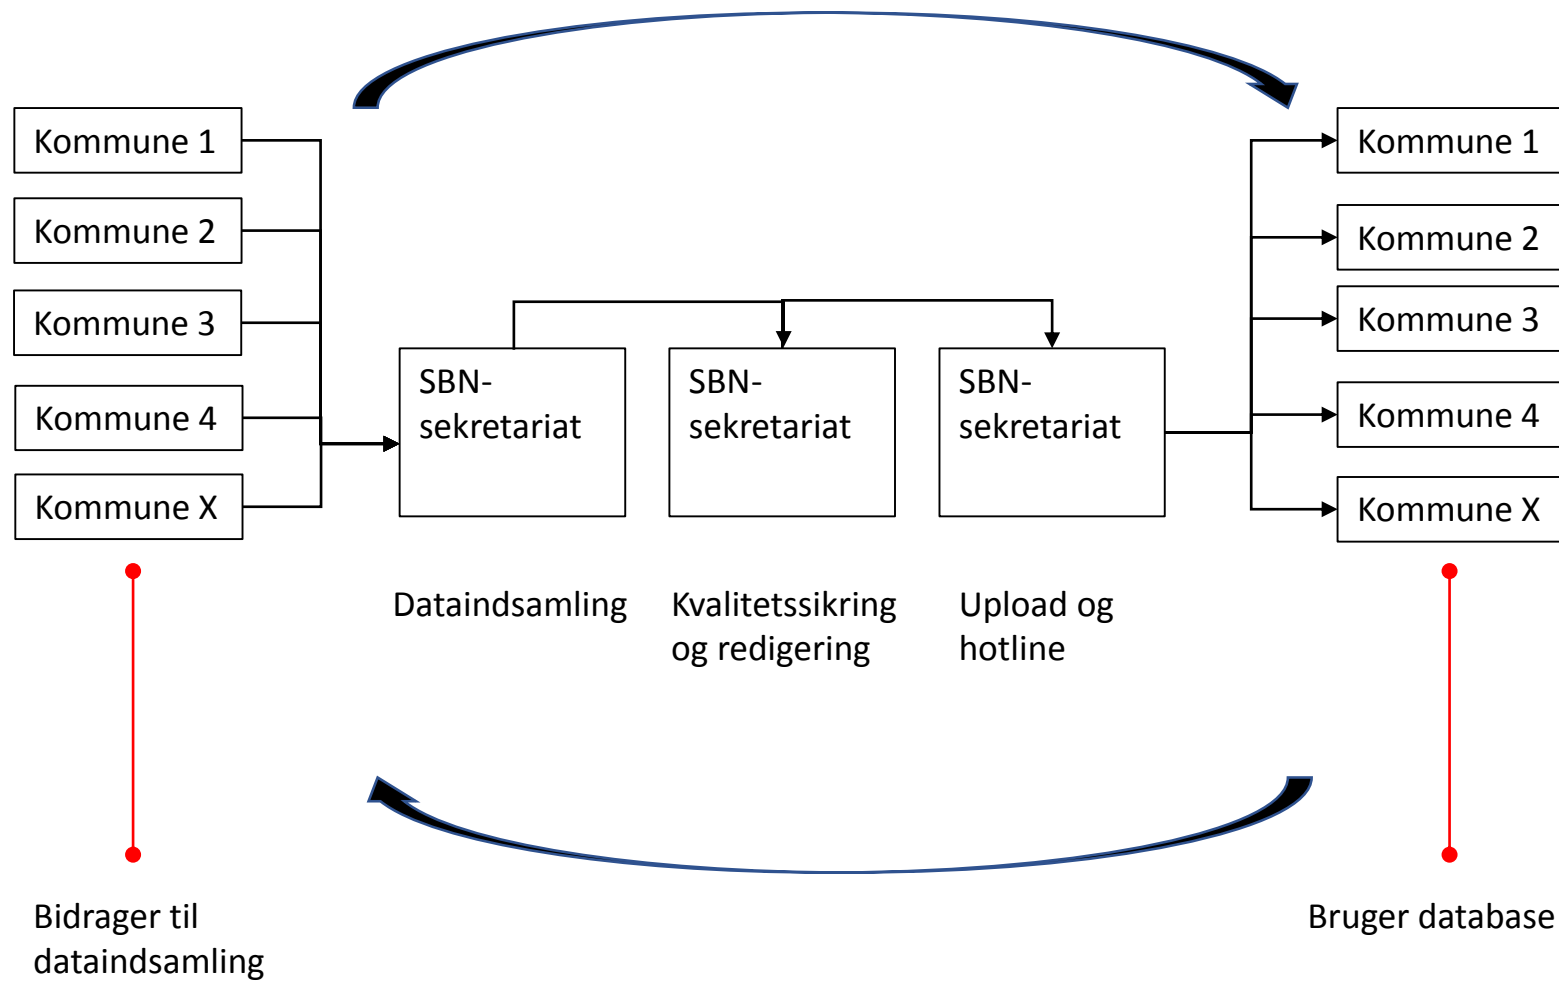 Kommune 1
Kommune 2
Kommune 3
Kommune 4
Kommune X
SBN-
sekretariat
SBN-
sekretariat
SBN-
sekretariat
Kommune 1
Kommune 2
Kommune 3
Kommune 4
Kommune X
Dataindsamling
Kvalitetssikring
og redigering
Upload og
hotline
Bidrager til
dataindsamling
Bruger database